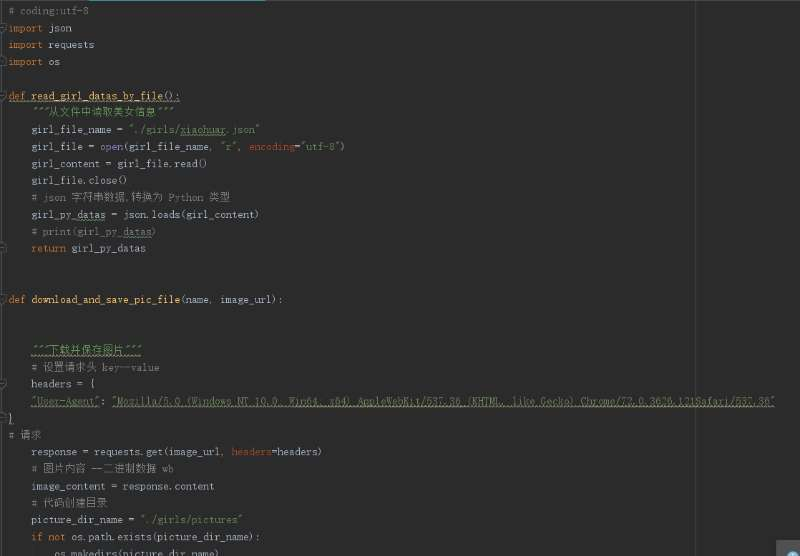 # coding:utf-8
import json
import requests
import os
def read_girl_datas_by_file():
"""从文件中读取美女信息"""
girl_file_name = "./girls/xiaohuar.json"
girl_file = open(girl_file_name, "r", encoding="utf-8")
girl_content = girl_file.read()
girl_file.close()
# json 字符串数据,转换为 Python 类型
girl_py_datas = json.loads(girl_content)
# print(girl_py_datas)
return girl_py_datas
def download_and_save_pic_file(name, image_url):
"""下载并保存图片"""
# 设置请求头 key--value
headers = {
"User-Agent": "Mozilla/5.0 (Windows NT 10.0; Win64; x64) AppleWebKit/537.36 (KHTML, like Gecko) Chrome/72.0.3626.121Safari/537.36"
}
# 请求
response = requests.get(image_url, headers=headers)
# 图片内容 --二进制数据 wb
image_content = response.content
# 代码创建目录
picture_dir_name = "./girls/pictures"
if not os.path.exists(picture_dir_name):
os.makedirs(picture_dir_name)